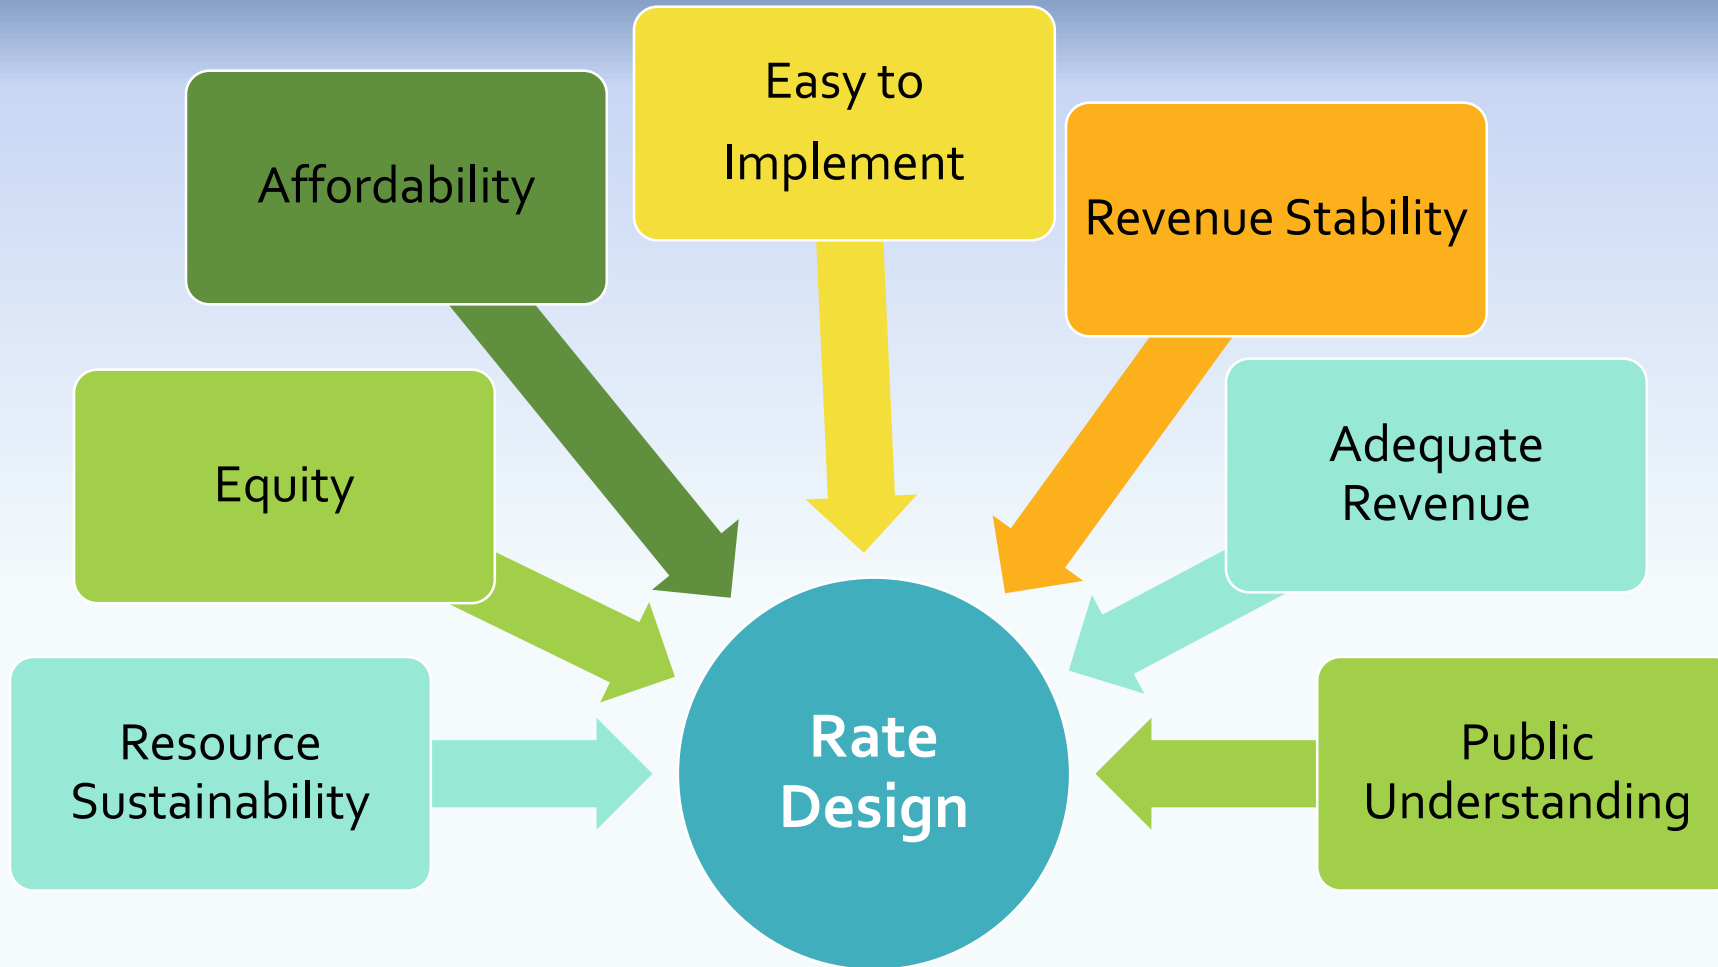 Easy to
Implement
Affordability
Revenue Stability
Equity
Adequate
Revenue
Resource
Sustainability
Rate
Design
Public
Understanding